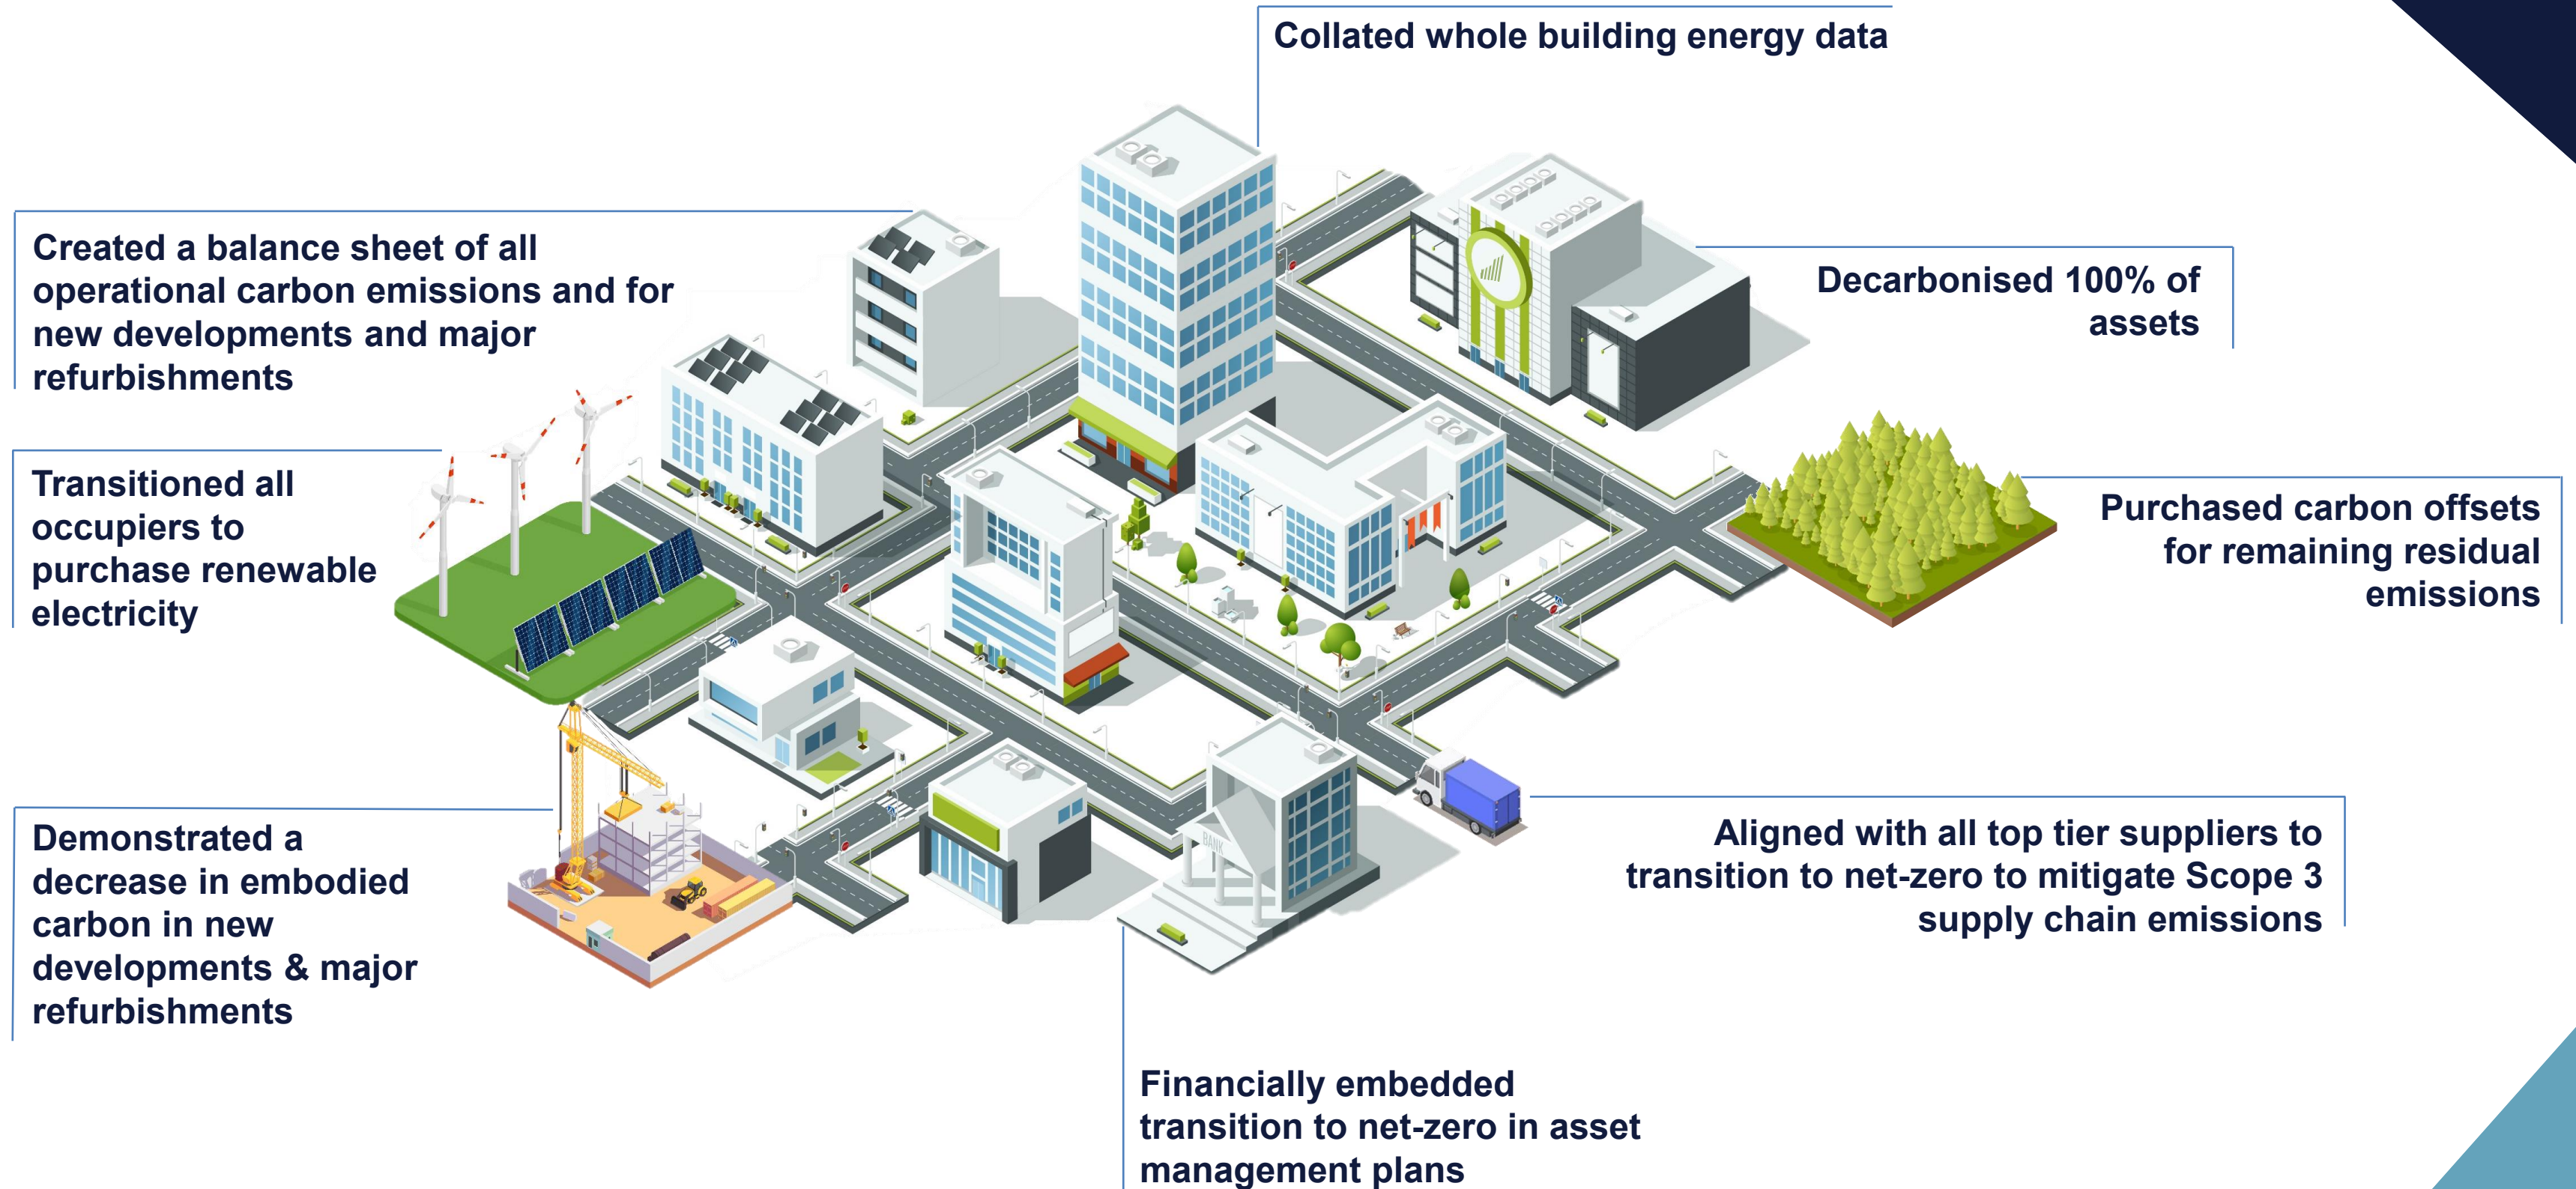 Collated whole building energy data
Created a balance sheet of all
operational carbon emissions and for
new developments and major
refurbishments
Decarbonised 100% of
assets
Transitioned all
occupiers to
purchase renewable
electricity
Purchased carbon offsets
for remaining residual
emissions
Demonstrated a
decrease in embodied
carbon in new
developments & major
refurbishments
BANK
Aligned with all top tier suppliers to
transition to net-zero to mitigate Scope 3
supply chain emissions
Financially embedded
transition to net-zero in asset
management plans